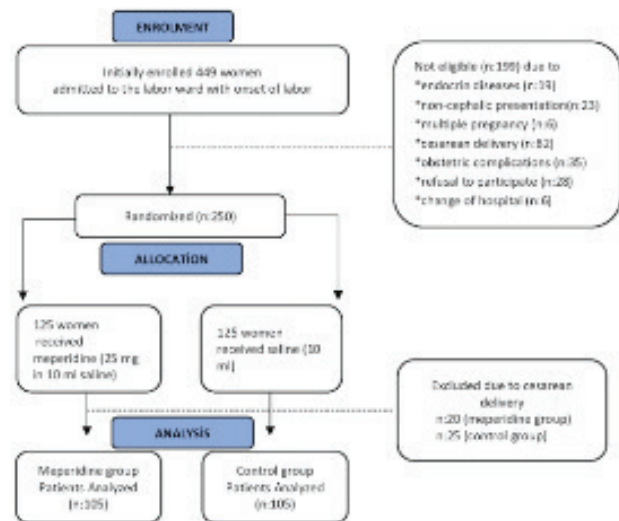 ENROLMENT
Initially enrolled 449 women
admitted to the labor ward with onset of labor
Not eligible (n:199) due to
*endocrin diseases (n:19)
*non-cephalic presentation(n:23)
*multiple pregnancy (n:6)
*cesarean delivery (n:82)
*obstetric complications (n:35)
*refusal to participate (n:28)
*change of hospital (n:6)
Randomized (n:250)
ALLOCATİON
125 women
received
meperidine (25 mg
in 10 ml saline)
125 women
received saline (10
ml)
Excluded due to cesarean
delivery
n:20 (meperidine group)
n:25 (control group)
ANALYSİS
Meperidine group
Patients Analyzed
(n:105)
Control group
Patients Analyzed
(n:105)